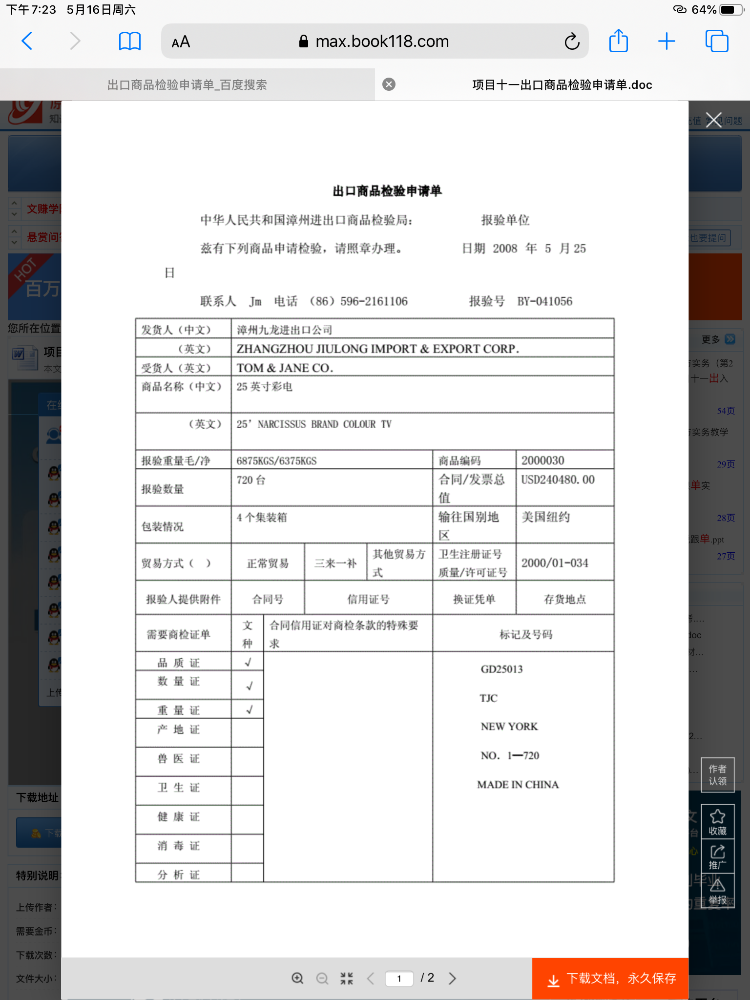 下午7:23 5月16日周六
64%
AA
max.book118.com
出口商品检验申请单_百度搜索
项目十一出口商品检验申请单.doc
常见问题
文赚学
悬赏问
也要提问
HOT
百万
您所在位置
更多
出口商品检验申请单
中华人民共和国漳州进出口商品检验局： 报验单位
兹有下列商品申请检验，请照章办理。 日期 2008 年 5 月 25
日
联系人 Jm 电话 （86）596-2161106 报验号 BY-041056
发货人（中文） 漳州九龙进出口公司
（英文） ZHANGZHOU JIULONG IMPORT & EXPORT CORP.
受货人（英文） TOM & JANE CO.
商品名称（中文） 25 英寸彩电
（英文） 25’ NARCISSUS BRAND COLOUR TV
报验重量毛/净 6875KGS/6375KGS 商品编码 2000030
报验数量 720 台 合同/发票总
值 USD240480.00
包装情况 4 个集装箱 输往国别地
区 美国纽约
贸易方式（ ） 正常贸易 三来一补 其他贸易方
式 卫生注册证号
质量/许可证号 2000/01-034
报验人提供附件 合同号 信用证号 换证凭单 存货地点
需要商检证单 文
种 合同信用证对商检条款的特殊要
求 标记及号码
品 质 证 √
数 量 证 √
重 量 证 √
产 地 证
兽 医 证
卫 生 证
健 康 证
消 毒 证
分 析 证
GD25013
TJC
NEW YORK
NO. 1—720
MADE IN CHINA
实务（第2
十一出入
54页
实务教学
29页
单实
28页
跟单.ppt
27页
本文
上传
下载地址
下载
特别说明
上传作者：
需要金币：
下载次数：
文件大小：
作者
认领
收藏
推广
举报
1 / 2
下载文档，永久保存